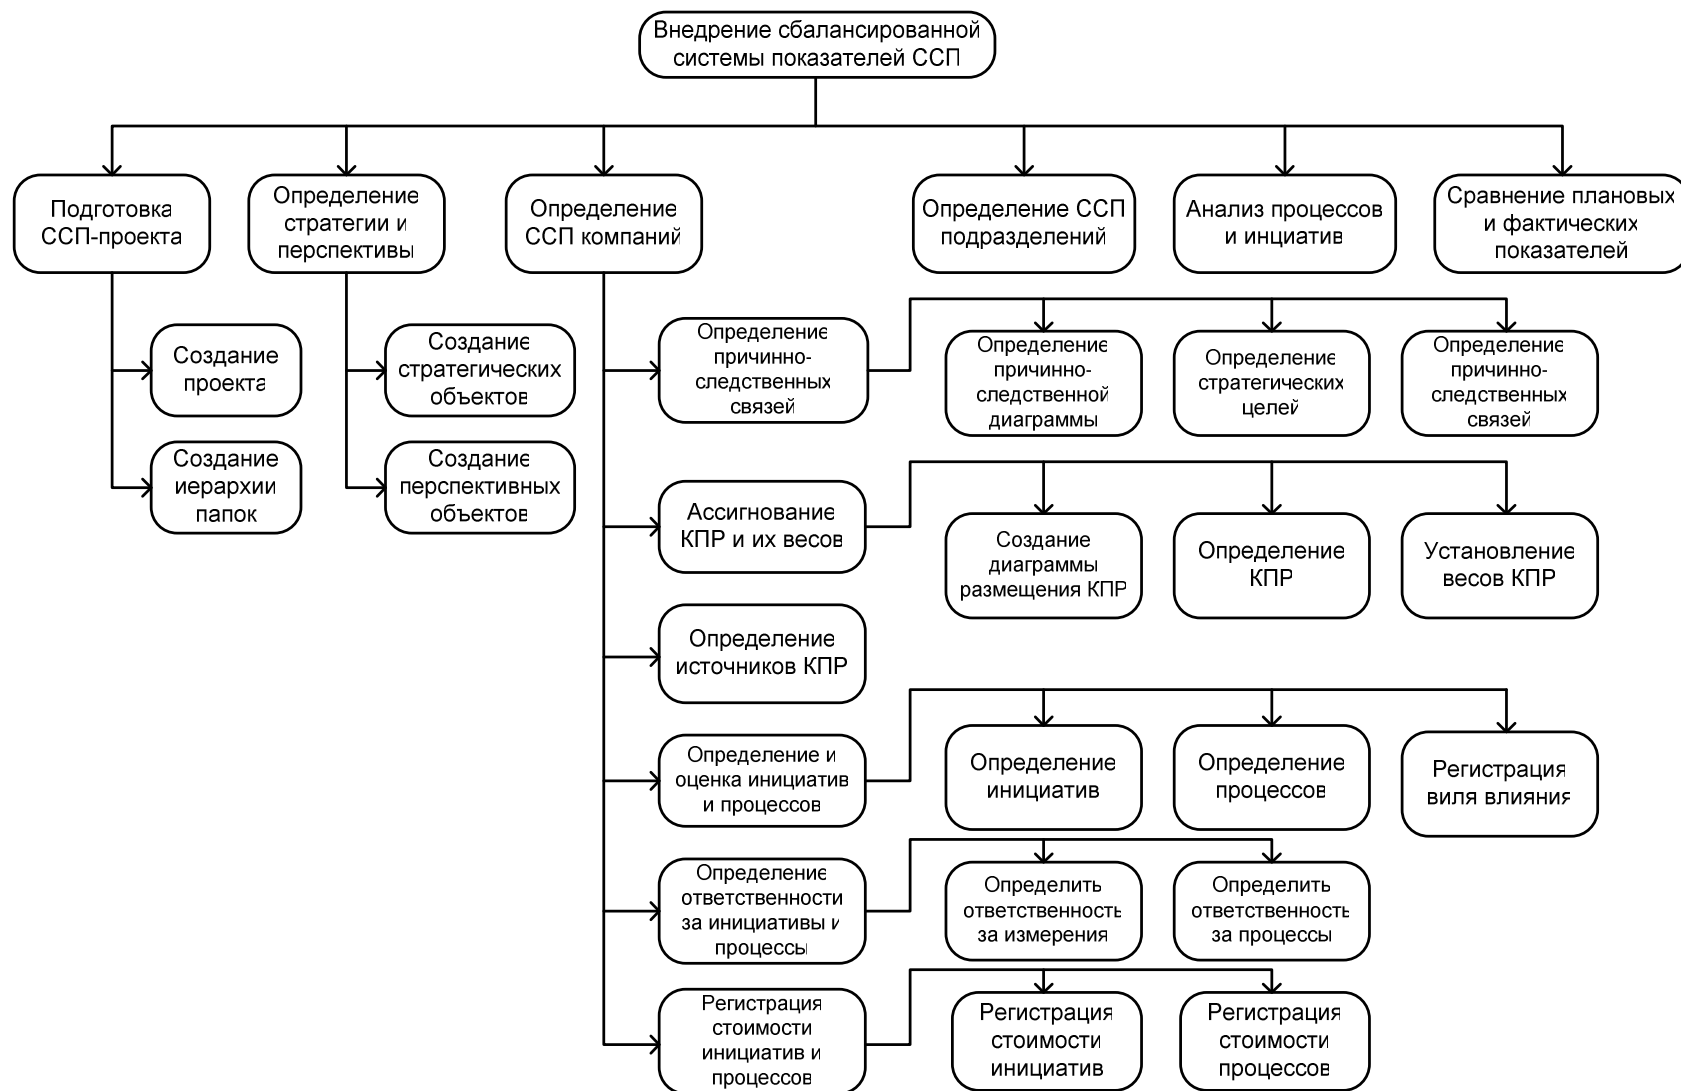 Внедрение сбалансированной
системы показателей ССП
Подготовка
ССП-проекта
Определение
стратегии и
перспективы
Определение
ССП компаний
Определение ССП
подразделений
Анализ процессов
и инциатив
Сравнение плановых
и фактических
показателей
Создание
проекта
Создание
иерархии
папок
Создание
стратегических
объектов
Создание
перспективных
объектов
Определение
причинно-
следственных
связей
Определение
причинно-
следственной
диаграммы
Определение
стратегических
целей
Определение
причинно-
следственных
связей
Ассигнование
КПР и их весов
Создание
диаграммы
размещения КПР
Определение
КПР
Установление
весов КПР
Определение
источников КПР
Определение и
оценка инициатив
и процессов
Определение
инициатив
Определение
процессов
Регистрация
виля влияния
Определение
ответственности
за инициативы и
процессы
Определить
ответственность
за измерения
Определить
ответственность
за процессы
Регистрация
стоимости
инициатив и
процессов
Регистрация
стоимости
инициатив
Регистрация
стоимости
процессов